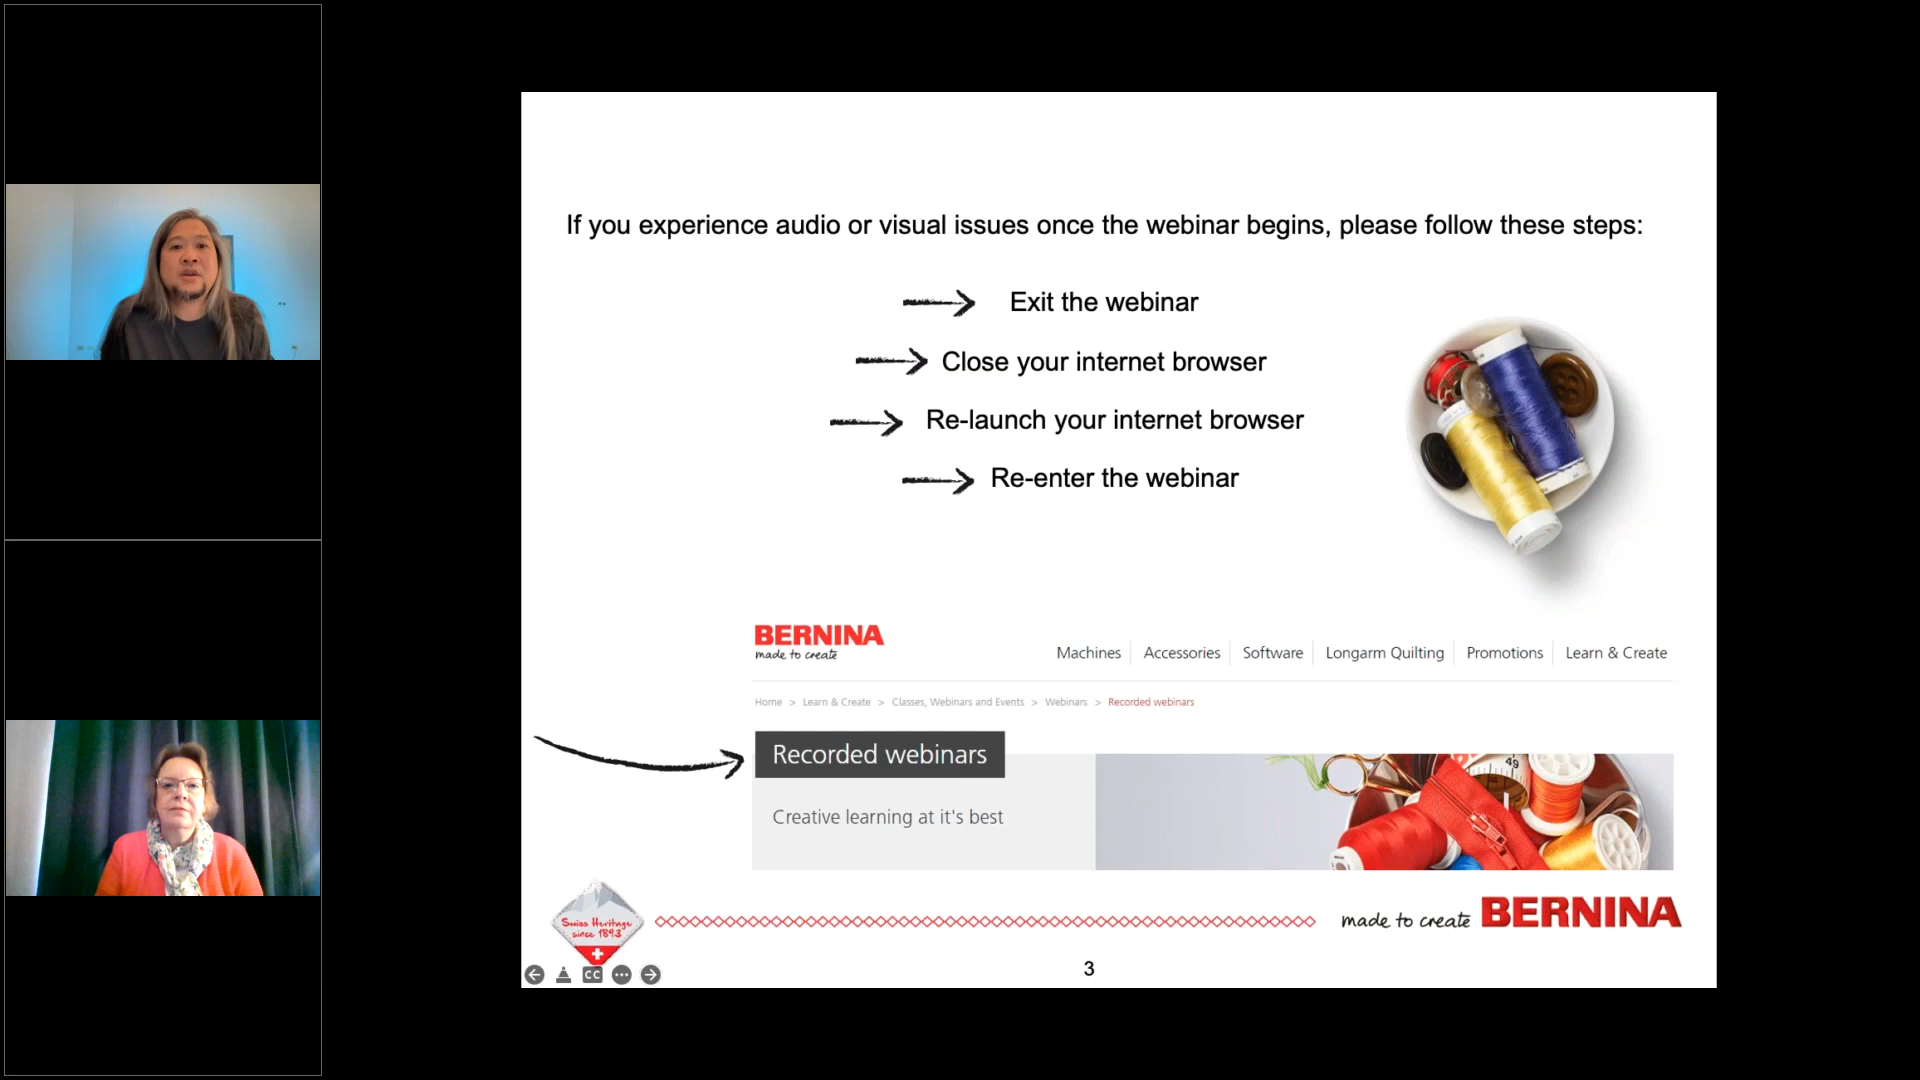 If you experience audio or visual issues once the webinar begins, please follow these steps:
Exit the webinar
Close your internet browser
Re-launch your internet browser
Re-enter the webinar
BERNINA
made to create
Machines
Accessories
Software
Longarm Quilting
Promotions
Learn & Create
Home > Learn & Create > Classes, Webinars and Events > Webinars > Recorded webinars
Recorded webinars
Creative learning at it's best
49
Swiss Heritage
since 1893
made to create BERNINA
CC
3